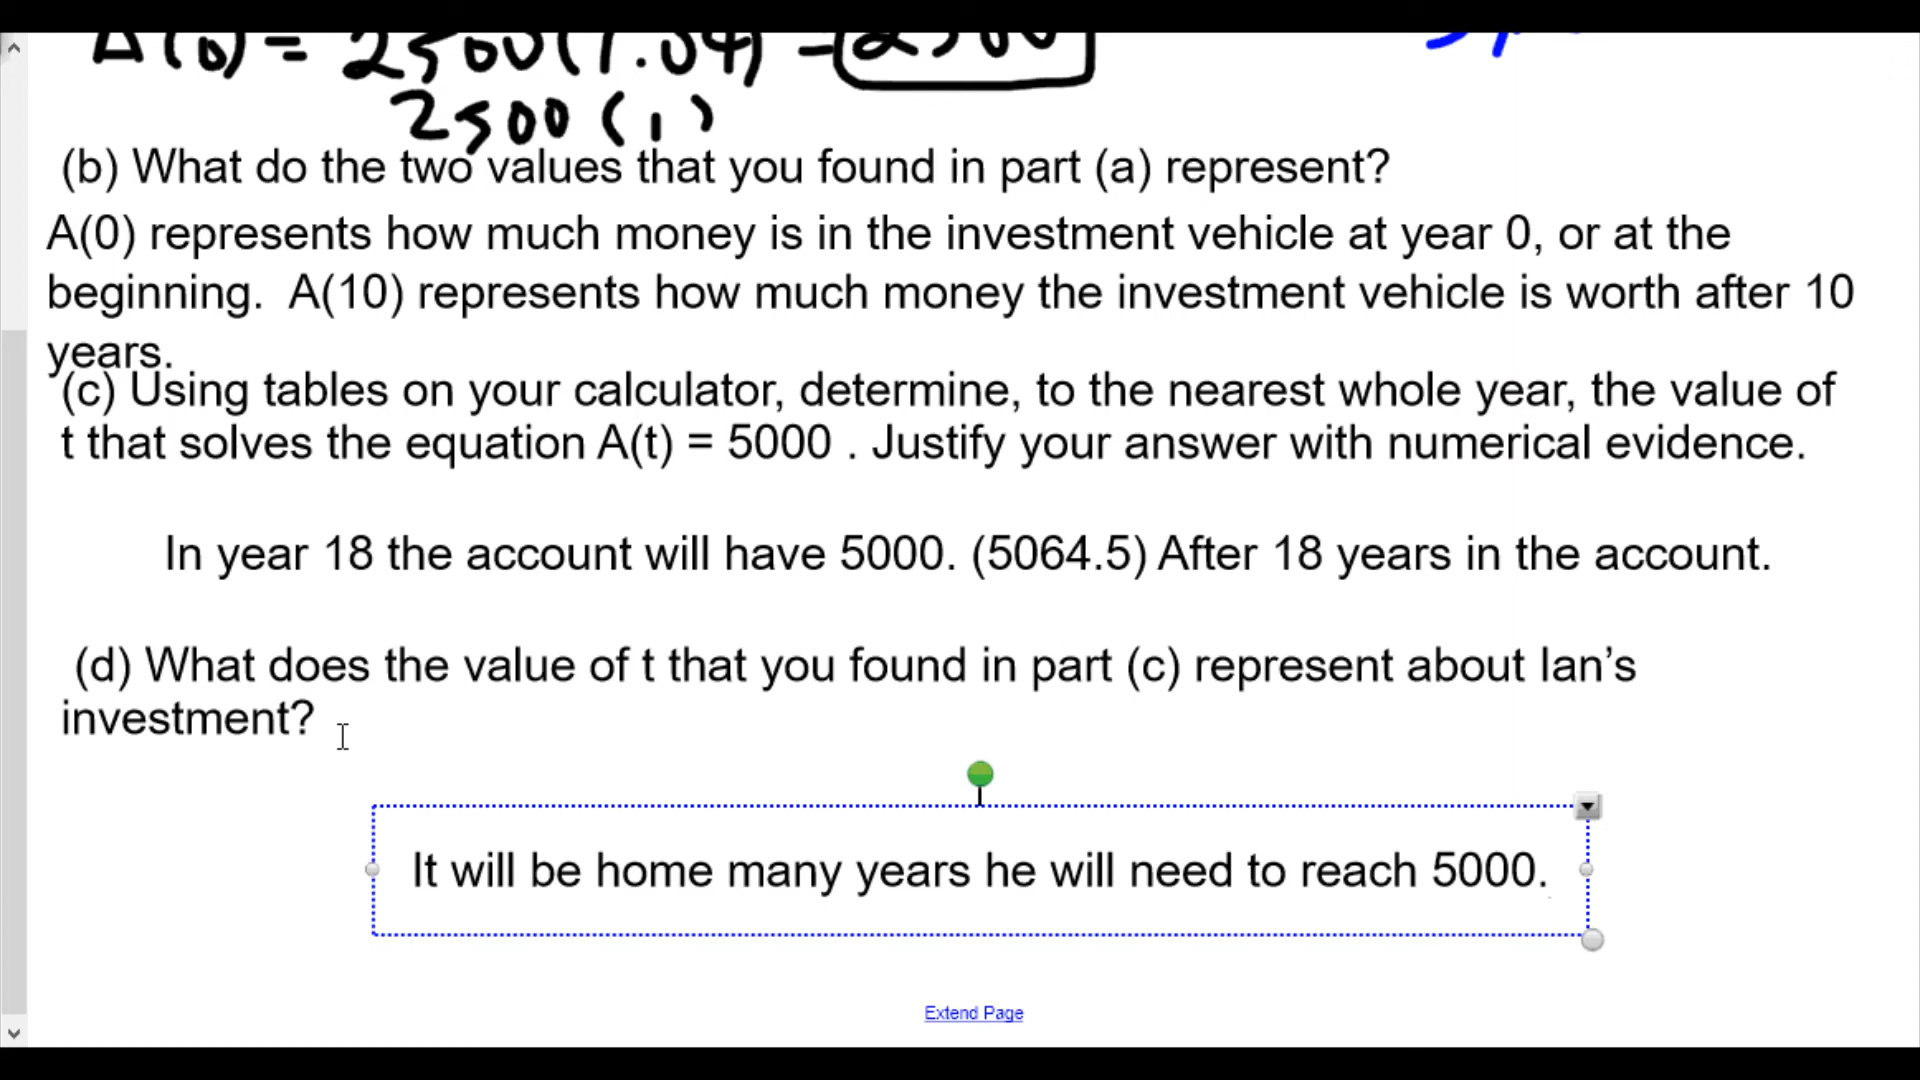 A(0) = 2500(1.04) = 2500
2500 (1)
(b) What do the two values that you found in part (a) represent?
A(0) represents how much money is in the investment vehicle at year 0, or at the
beginning. A(10) represents how much money the investment vehicle is worth after 10
years.
(c) Using tables on your calculator, determine, to the nearest whole year, the value of
t that solves the equation A(t) = 5000 . Justify your answer with numerical evidence.
In year 18 the account will have 5000. (5064.5) After 18 years in the account.
(d) What does the value of t that you found in part (c) represent about Ian’s
investment?
It will be home many years he will need to reach 5000.
Extend Page